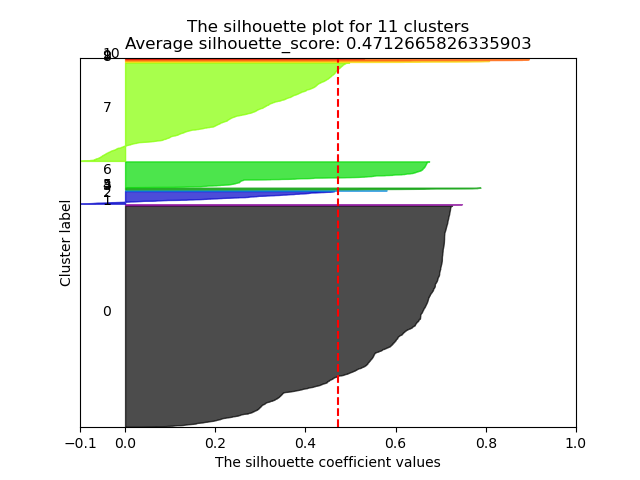 The silhouette plot for 11 clusters
Average silhouette_score: 0.4712665826335903
10
7
6
2
1
0
Cluster label
−0.1 0.0 0.2 0.4 0.6 0.8 1.0
The silhouette coefficient values